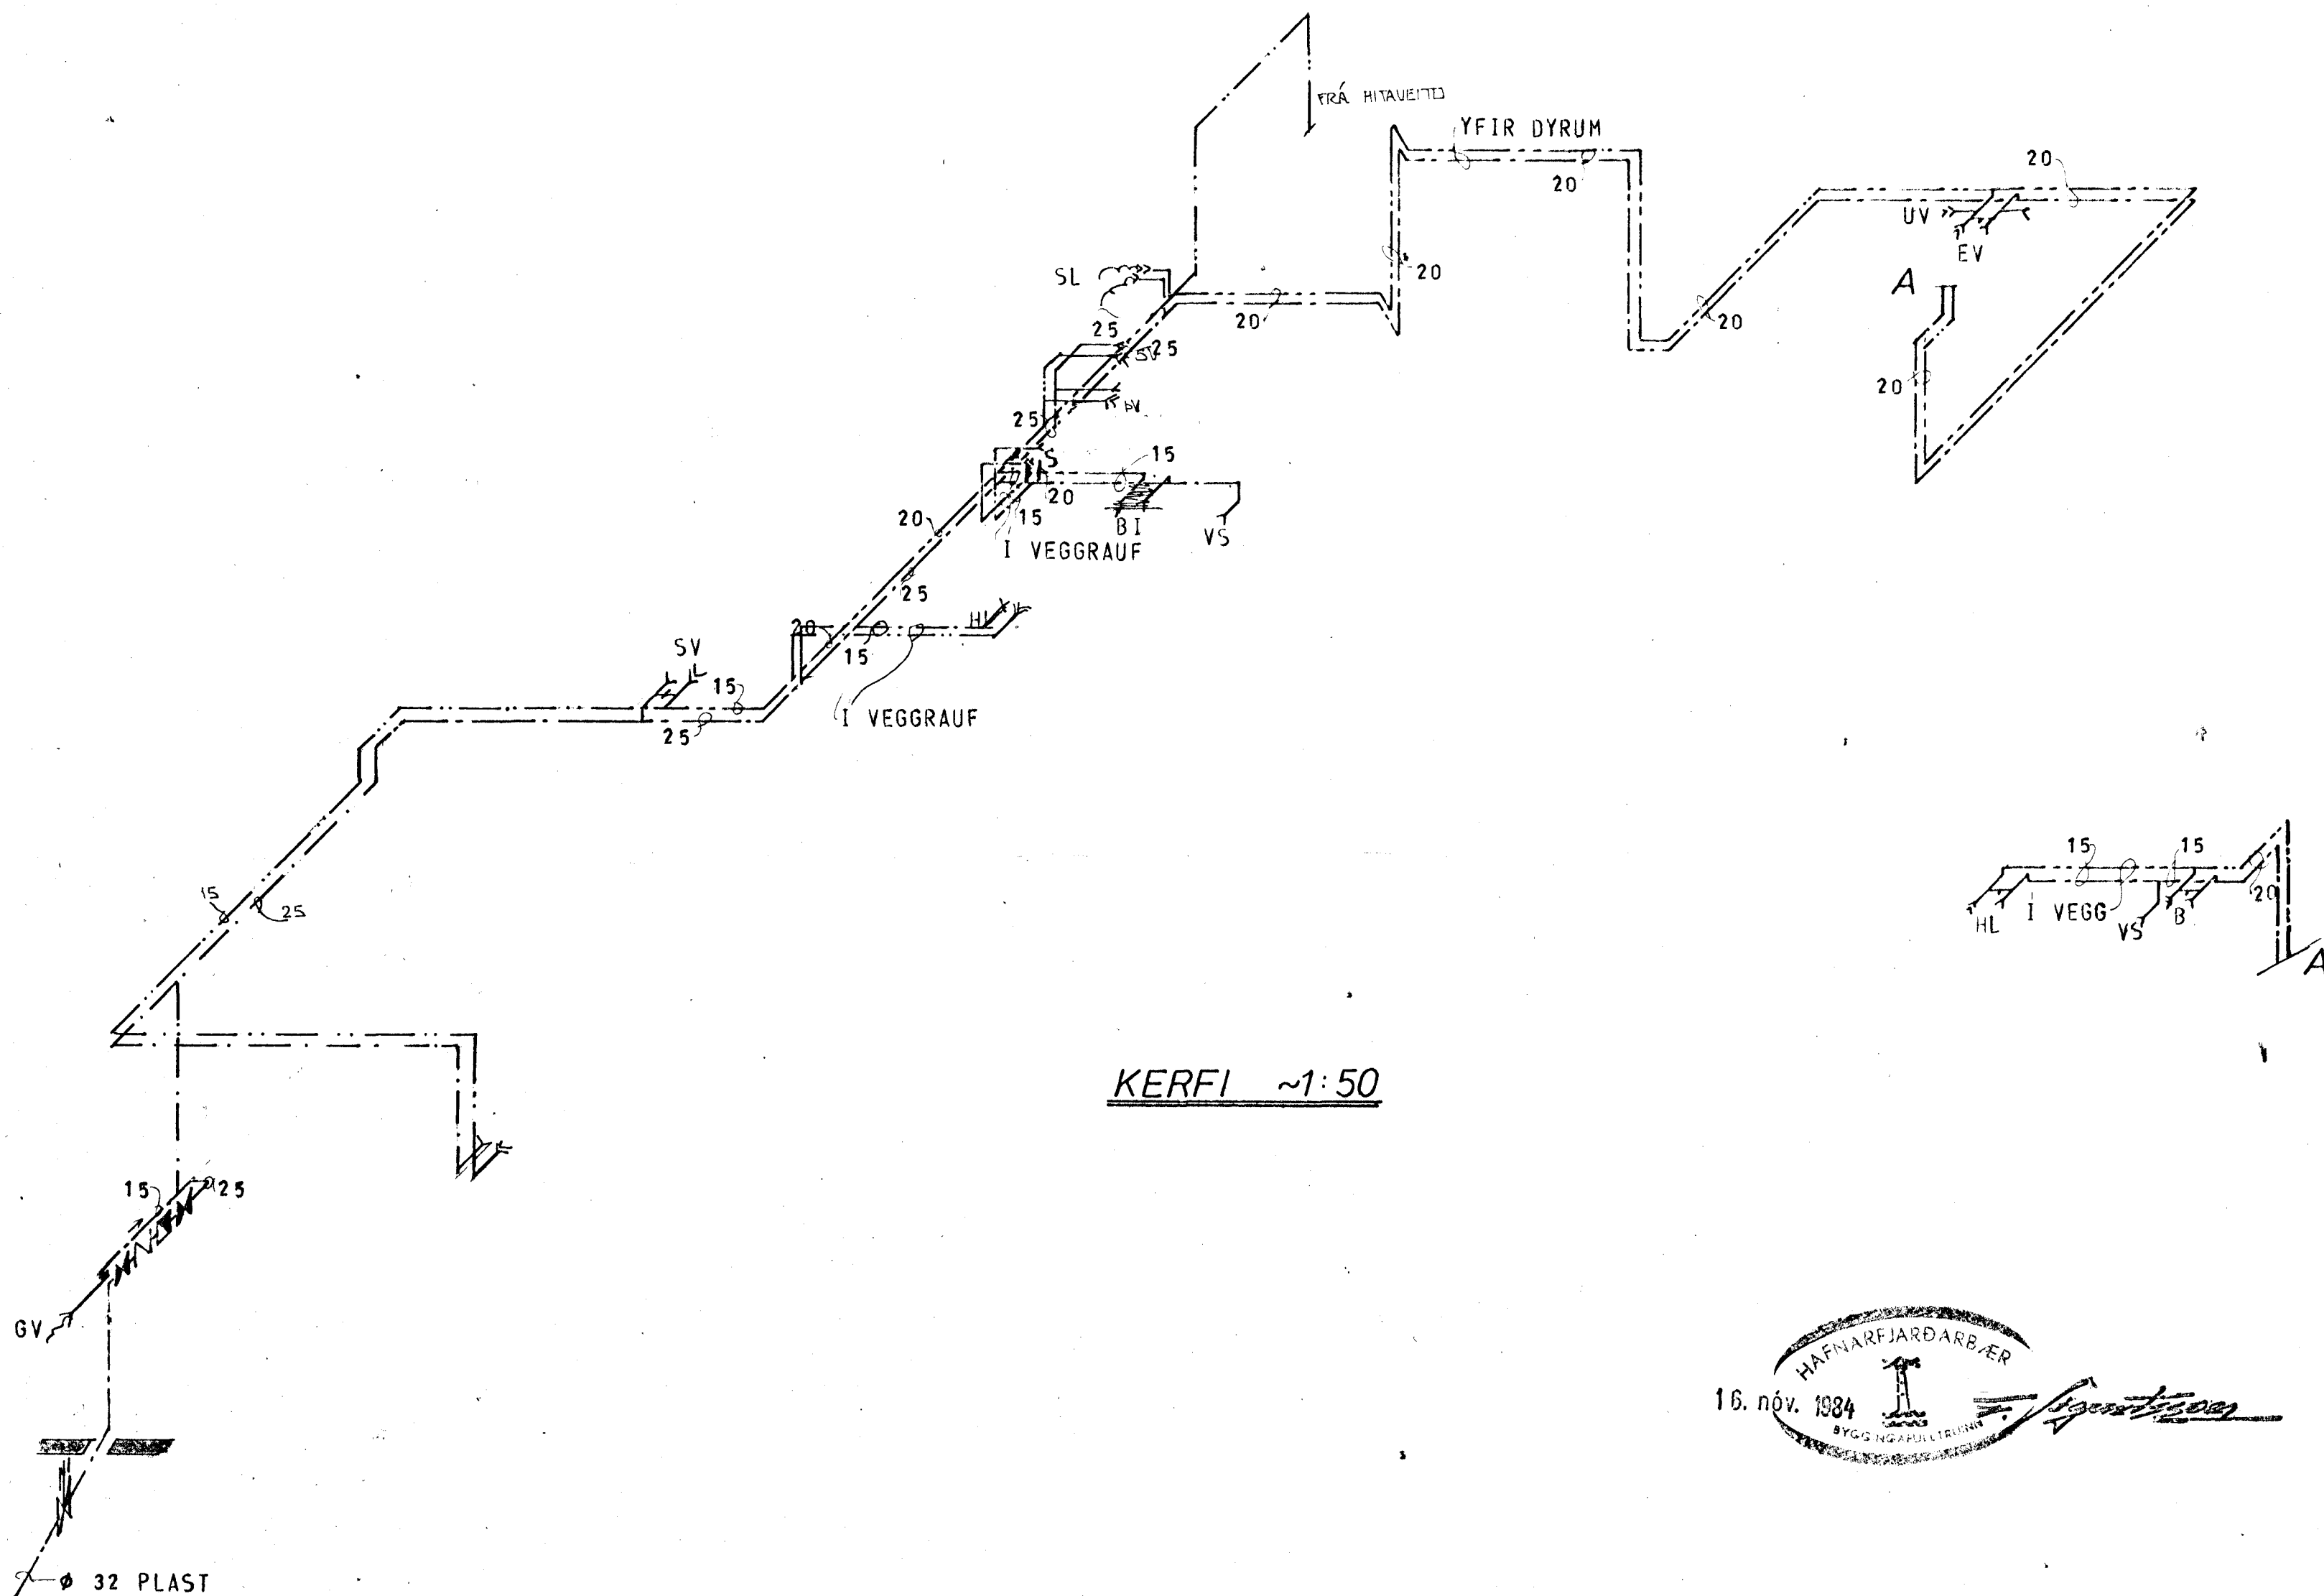 FRÁ HITAVEITU
YFIR DYRUM
20
20
UV
EV
20
SL
20
20
A
25
25
SV
20
20
ÞV
25
S
15
20
15
20
BI
VS
Í VEGGRAUF
25
HL
20
15
SV
15
25
Í VEGGRAUF
15
15
15
25
20
HL
Í VEGG
VS
B
A
KERFI ~1:50
15
25
GV
HAFNARFJARÐARBÆR
16. nóv. 1984
BYGGINGAFULLTRÚINN
ø 32 PLAST